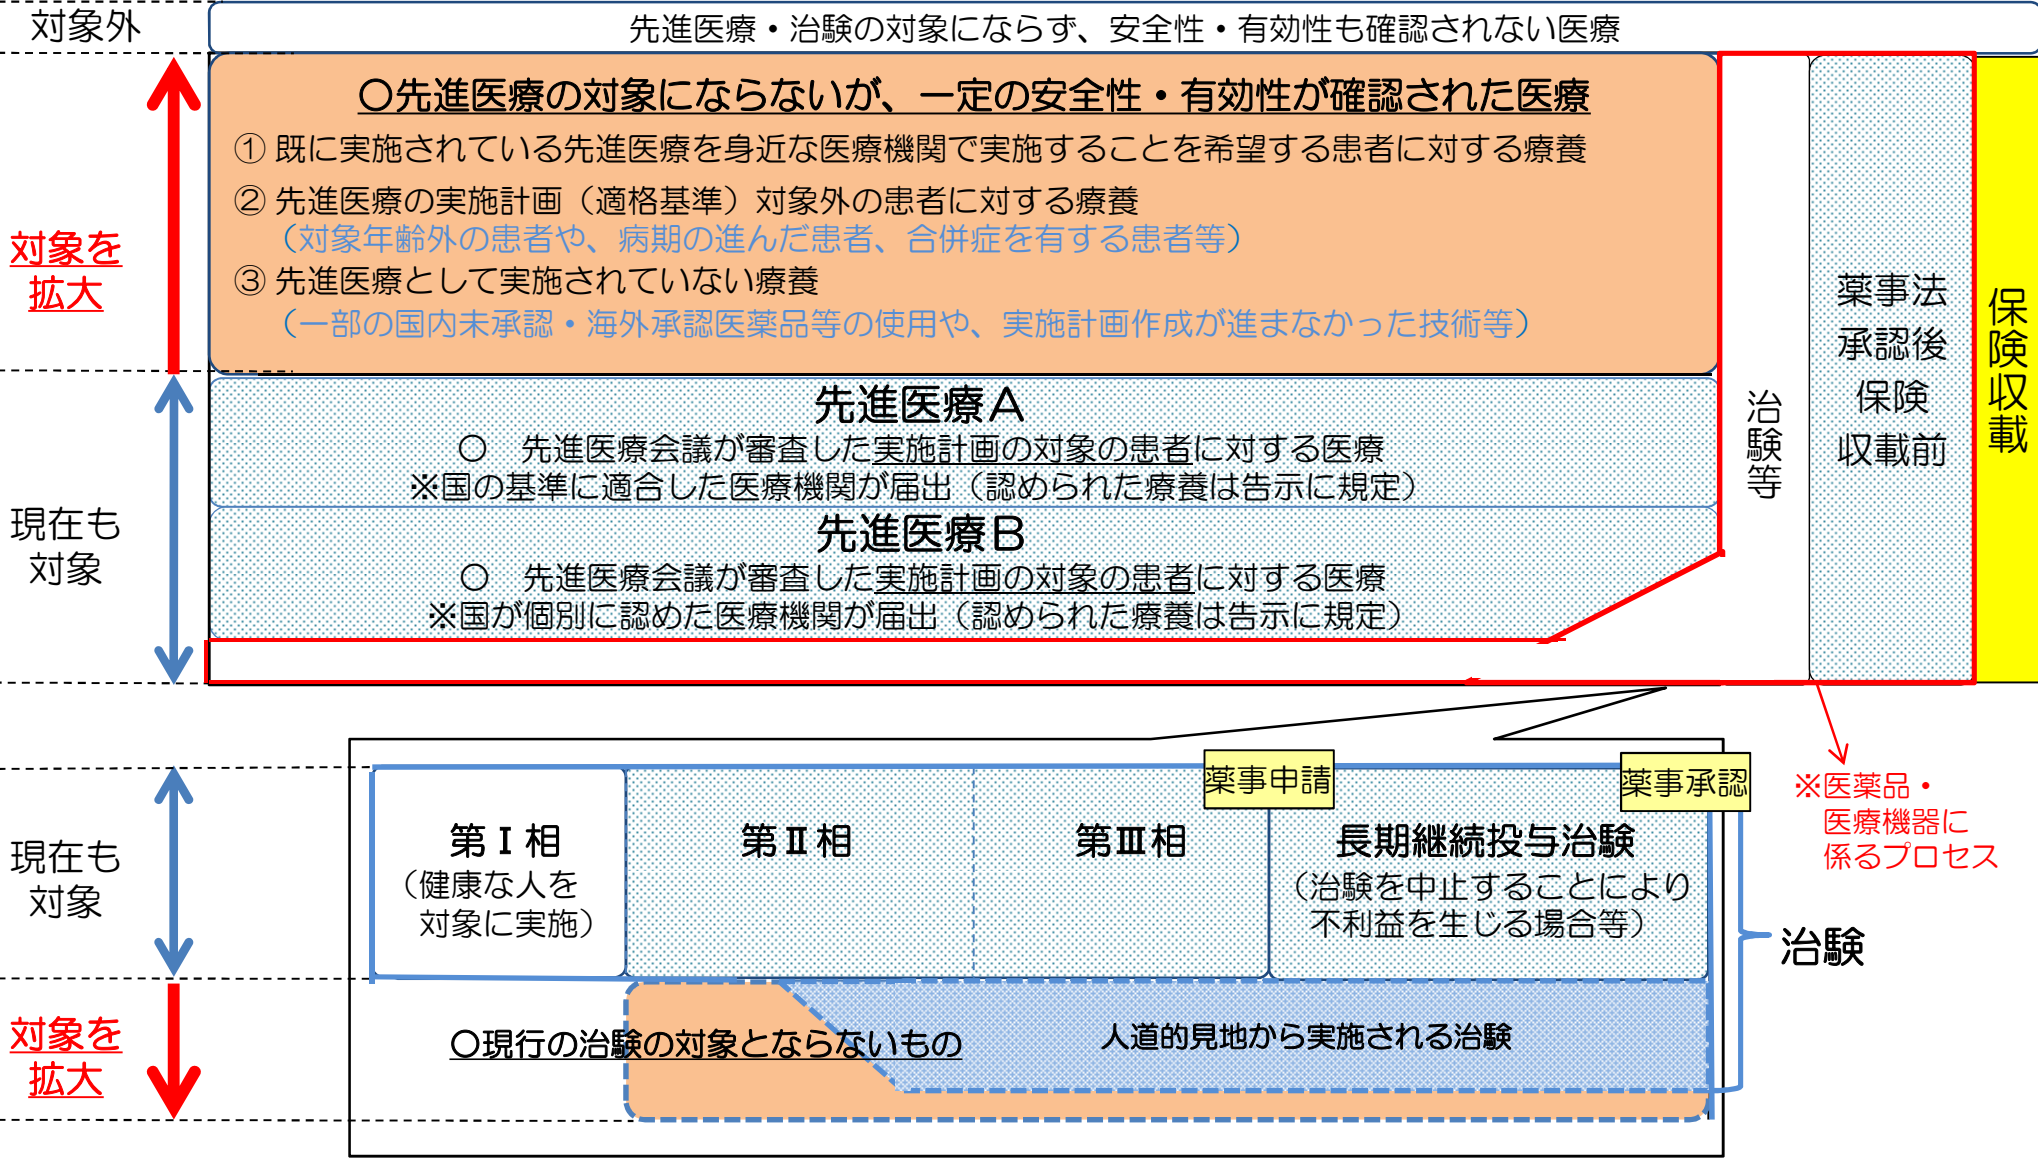 対象外
先進医療・治験の対象にならず、安全性・有効性も確認されない医療
対象を
拡大
〇先進医療の対象にならないが、一定の安全性・有効性が確認された医療
① 既に実施されている先進医療を身近な医療機関で実施することを希望する患者に対する療養
② 先進医療の実施計画（適格基準）対象外の患者に対する療養
（対象年齢外の患者や、病期の進んだ患者、合併症を有する患者等）
③ 先進医療として実施されていない療養
（一部の国内未承認・海外承認医薬品等の使用や、実施計画作成が進まなかった技術等）
現在も
対象
先進医療A
〇　先進医療会議が審査した実施計画の対象の患者に対する医療
※国の基準に適合した医療機関が届出（認められた療養は告示に規定）
先進医療B
〇　先進医療会議が審査した実施計画の対象の患者に対する医療
※国が個別に認めた医療機関が届出（認められた療養は告示に規定）
治験等
薬事法
承認後
保険
収載前
保険収載
※医薬品・
医療機器に
係るプロセス
現在も
対象
第Ⅰ相
（健康な人を
対象に実施）
第Ⅱ相
第Ⅲ相
薬事申請
長期継続投与治験
（治験を中止することにより
不利益を生じる場合等）
薬事承認
治験
対象を
拡大
〇現行の治験の対象とならないもの
人道的見地から実施される治験